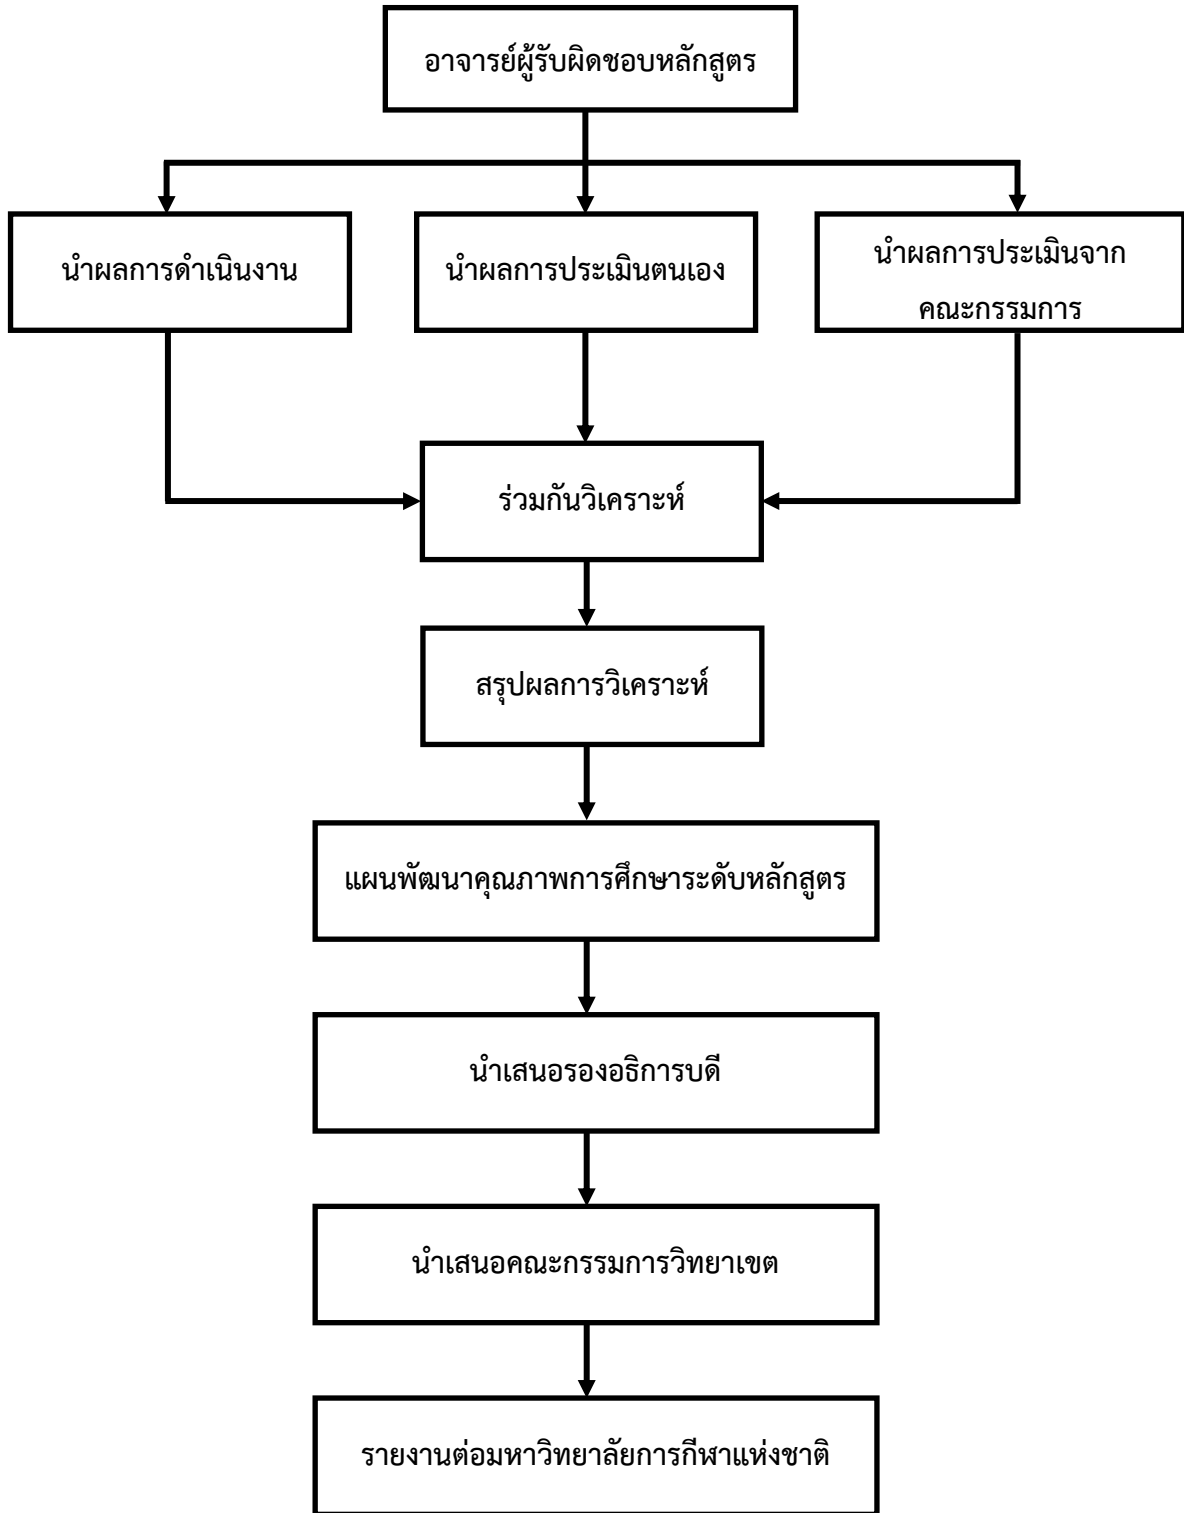 อาจารย์ผู้รับผิดชอบหลักสูตร
นำผลการดำเนินงาน
นำผลการประเมินตนเอง
นำผลการประเมินจาก
คณะกรรมการ
ร่วมกันวิเคราะห์
สรุปผลการวิเคราะห์
แผนพัฒนาคุณภาพการศึกษาระดับหลักสูตร
นำเสนอรองอธิการบดี
นำเสนอคณะกรรมการวิทยาเขต
รายงานต่อมหาวิทยาลัยการกีฬาแห่งชาติ